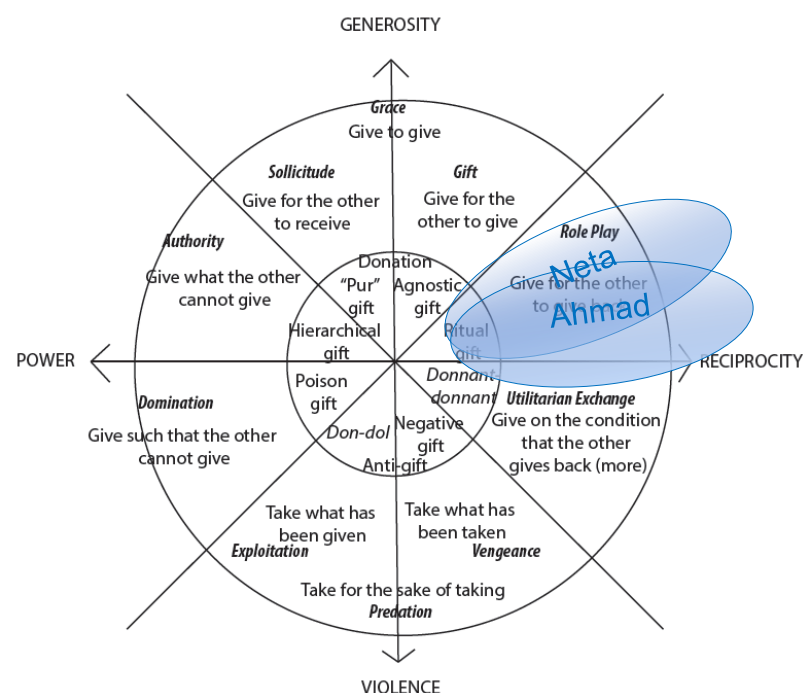 GENEROSITY
Grace
Give to give
Sollicitude
Give for the other
to receive
Gift
Give for the
other to give
Authority
Give what the other
cannot give
Role Play
Give for the other
to give back
Neta
Ahmad
Donation
“Pur”
gift
Agnostic
gift
Hierarchical
gift
Ritual
gift
POWER
RECIPROCITY
Poison
gift
Donnant-
donnant
Don-dol
Negative
gift
Anti-gift
Domination
Give such that the other
cannot give
Utilitarian Exchange
Give on the condition
that the other
gives back (more)
Take what has
been given
Exploitation
Take what has
been taken
Vengeance
Take for the sake of taking
Predation
VIOLENCE